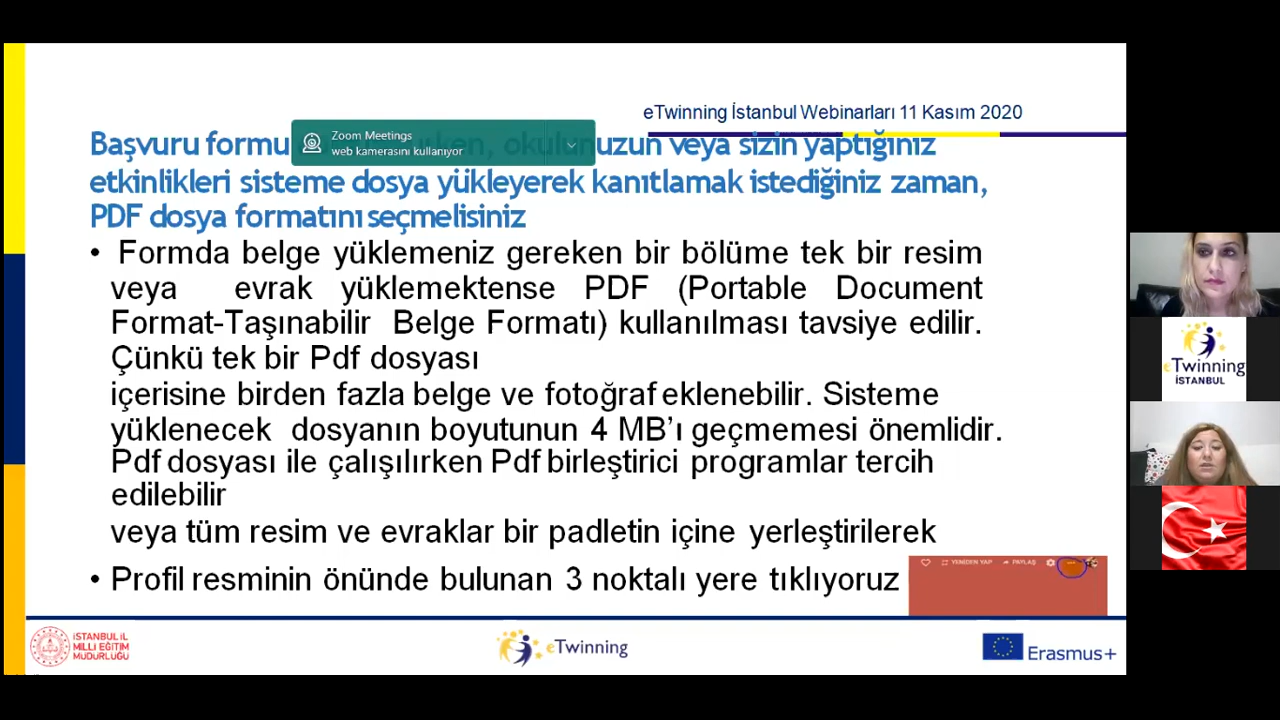 eTwinning İstanbul Webinarları 11 Kasım 2020
Başvuru formu okulunuzun veya sizin yaptığınız
Zoom Meetings
web kamerasını kullanıyor
etkinlikleri sisteme dosya yükleyerek kanıtlamak istediğiniz zaman,
PDF dosya formatını seçmelisiniz
• Formda belge yüklemeniz gereken bir bölüme tek bir resim
veya evrak yüklemektense PDF (Portable Document
Format-Taşınabilir Belge Formatı) kullanılması tavsiye edilir.
Çünkü tek bir Pdf dosyası
içerisine birden fazla belge ve fotoğraf eklenebilir. Sisteme
yüklenecek dosyanın boyutunun 4 MB’ı geçmemesi önemlidir.
Pdf dosyası ile çalışılırken Pdf birleştirici programlar tercih
edilebilir
veya tüm resim ve evraklar bir padletin içine yerleştirilerek
• Profil resminin önünde bulunan 3 noktalı yere tıklıyoruz
YENİDEN YAP PAYLAŞ
İSTANBUL İL
MİLLİ EĞİTİM
MÜDÜRLÜĞÜ
eTwinning
Erasmus+
eTwinning
İSTANBUL